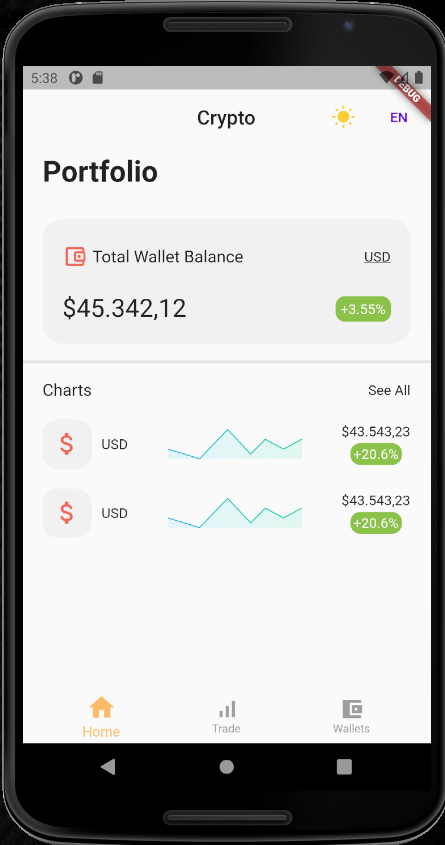 5:38
DEBUG
Crypto
EN
Portfolio
Total Wallet Balance
USD
$45.342,12
+3.55%
Charts
See All
$ USD
$43.543,23
+20.6%
$ USD
$43.543,23
+20.6%
Home
Trade
Wallets